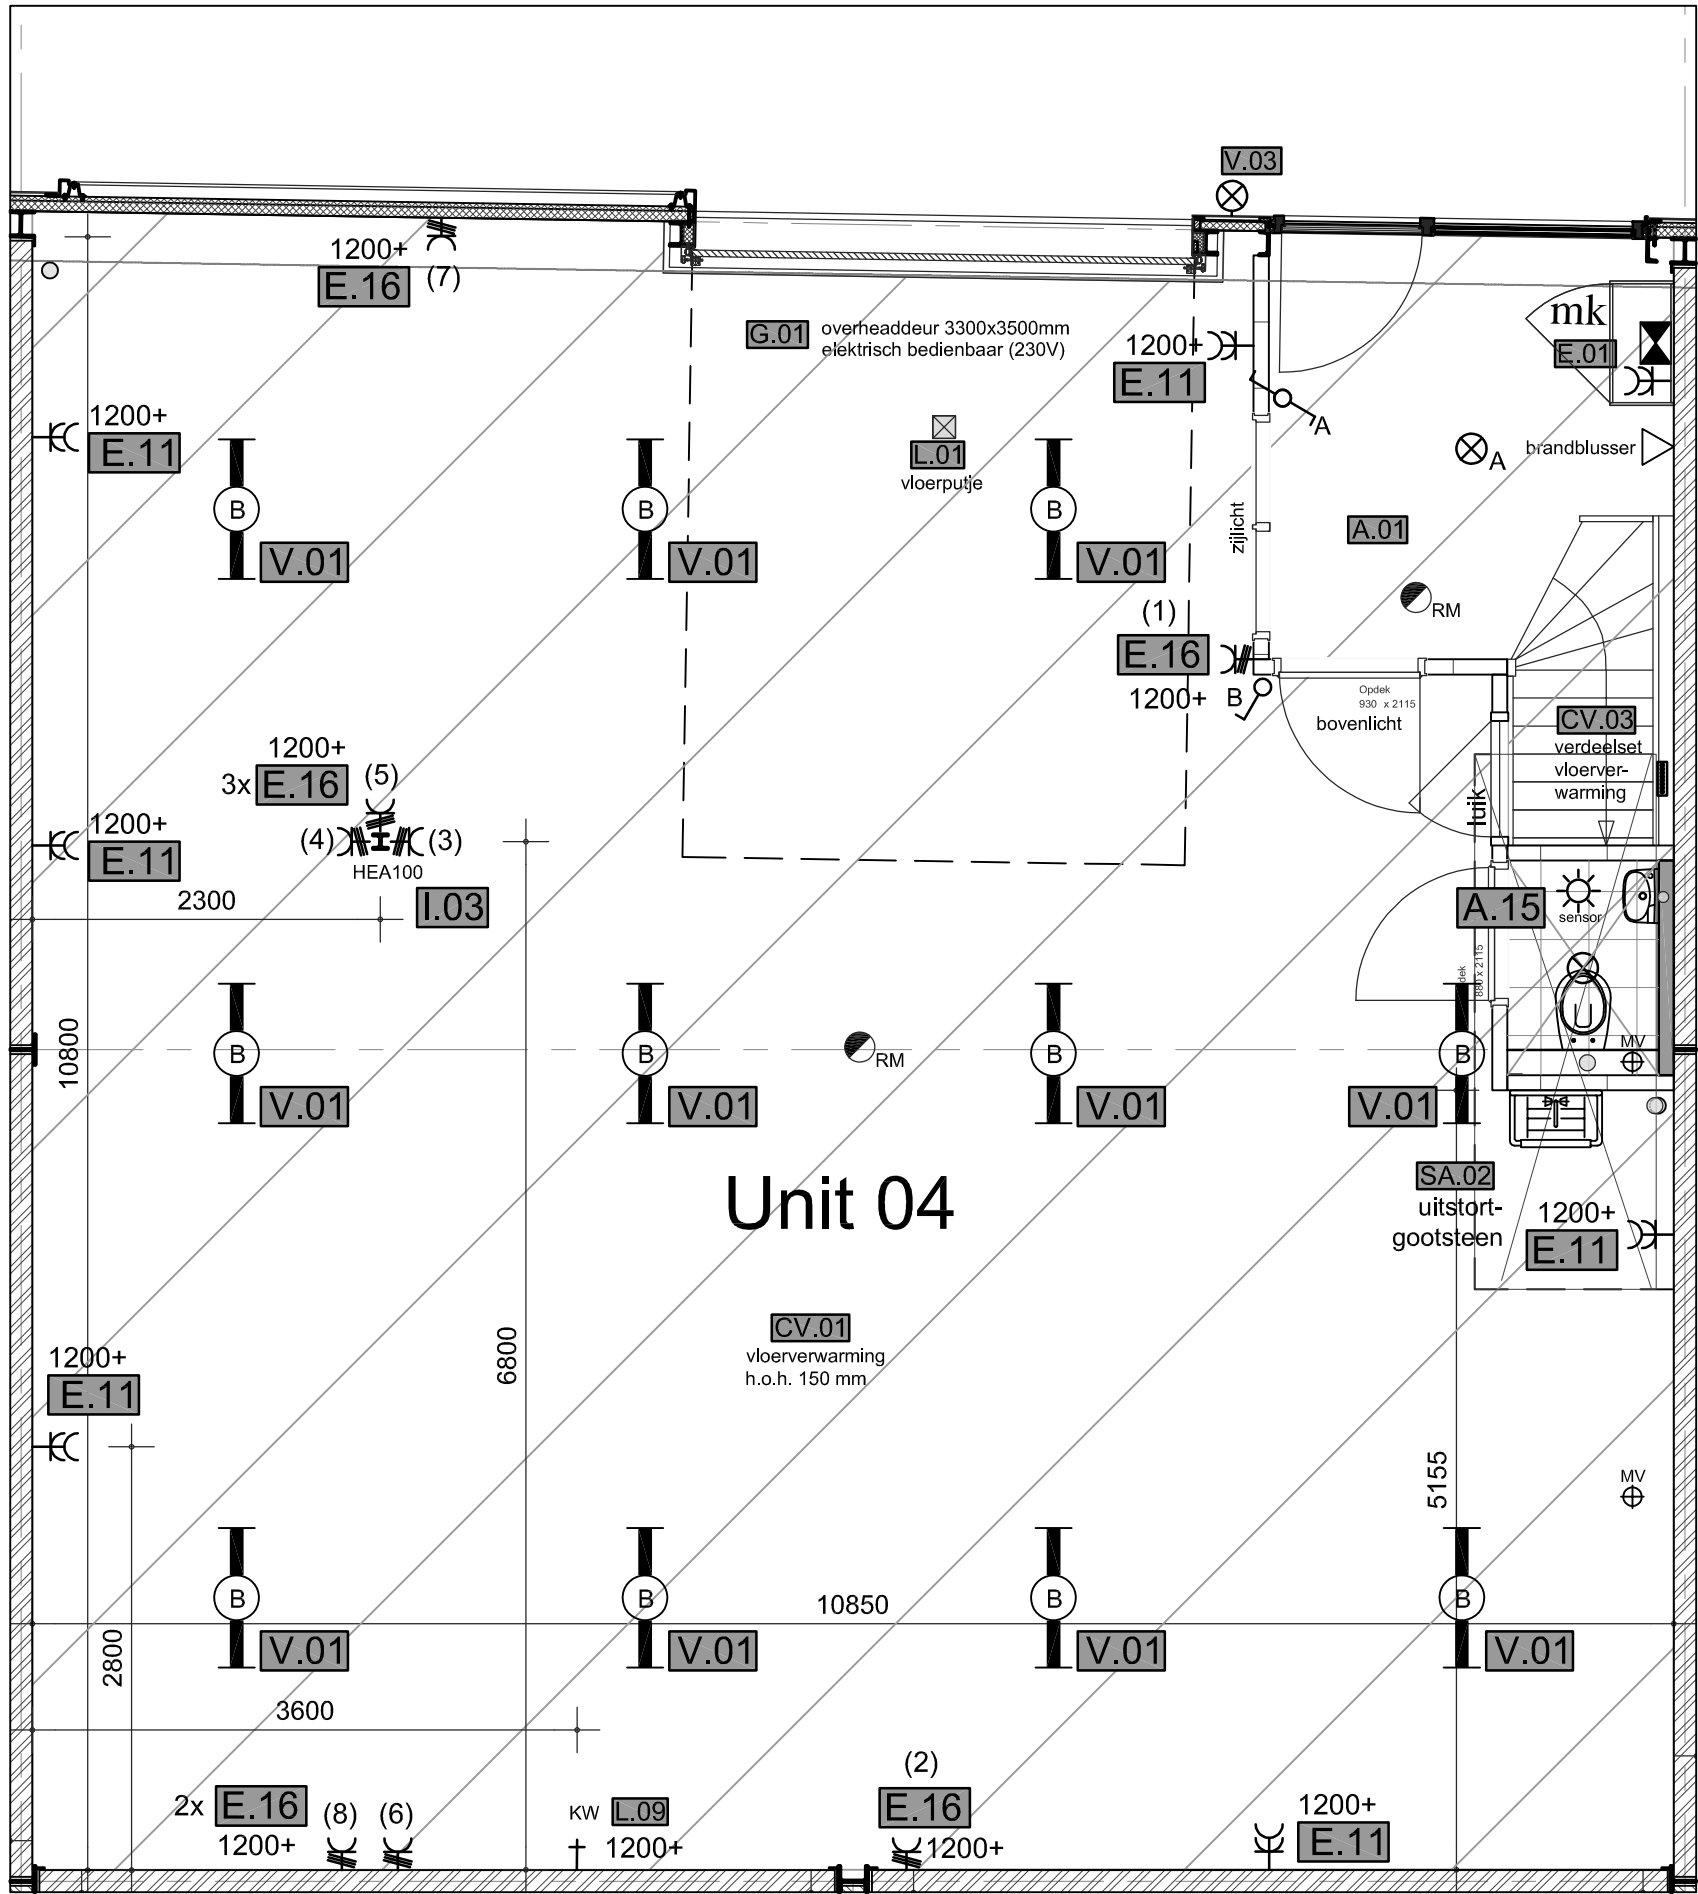 V.03
1200+
E.16 (7)
G.01
overheaddeur 3300x3500mm
elektrisch bedienbaar (230V)
1200+
E.11
mk
E.01
A
1200+
E.11
L.01
vloerputje
A
brandblusser
B
V.01
B
V.01
B
V.01
zijlicht
A.01
RM
(1)
E.16
1200+
B
Opdek
930 x 2115
bovenlicht
CV.03
verdeelset
vloerver-
warming
luik
1200+
3x E.16 (5)
(4) (3)
HEA100
I.03
1200+
E.11
2300
A.15
sensor
dek
880 x 2115
MV
10800
B
V.01
B
V.01
RM
B
V.01
B
V.01
Unit 04
SA.02
uitstort-
gootsteen
1200+
E.11
CV.01
vloerverwarming
h.o.h. 150 mm
6800
1200+
E.11
5155
MV
B
V.01
B
V.01
B
V.01
B
V.01
10850
2800
3600
2x E.16 (8) (6)
1200+
KW L.09
1200+
(2)
E.16
1200+
1200+
E.11